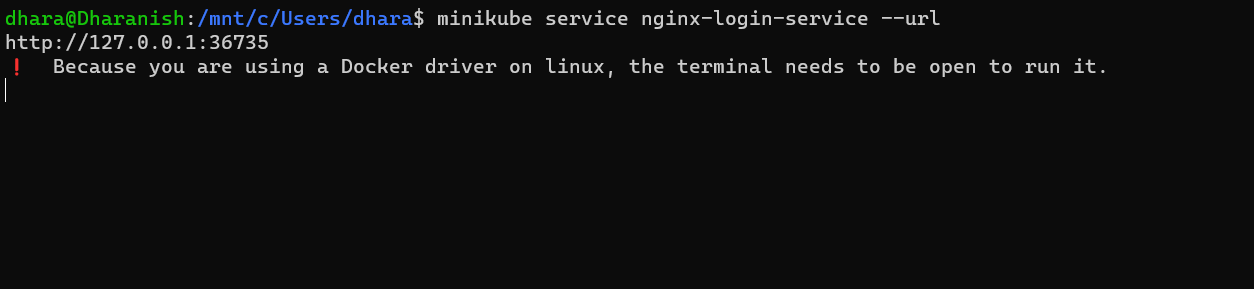 dhara@Dharanish:/mnt/c/Users/dhara$ minikube service nginx-login-service --url
http://127.0.0.1:36735
❗  Because you are using a Docker driver on linux, the terminal needs to be open to run it.